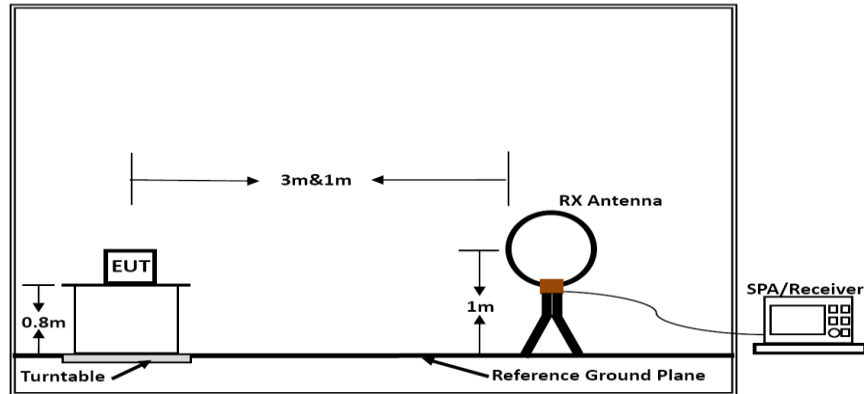 3m&1m
RX Antenna
EUT
SPA/Receiver
0.8m
1m
Turntable
Reference Ground Plane